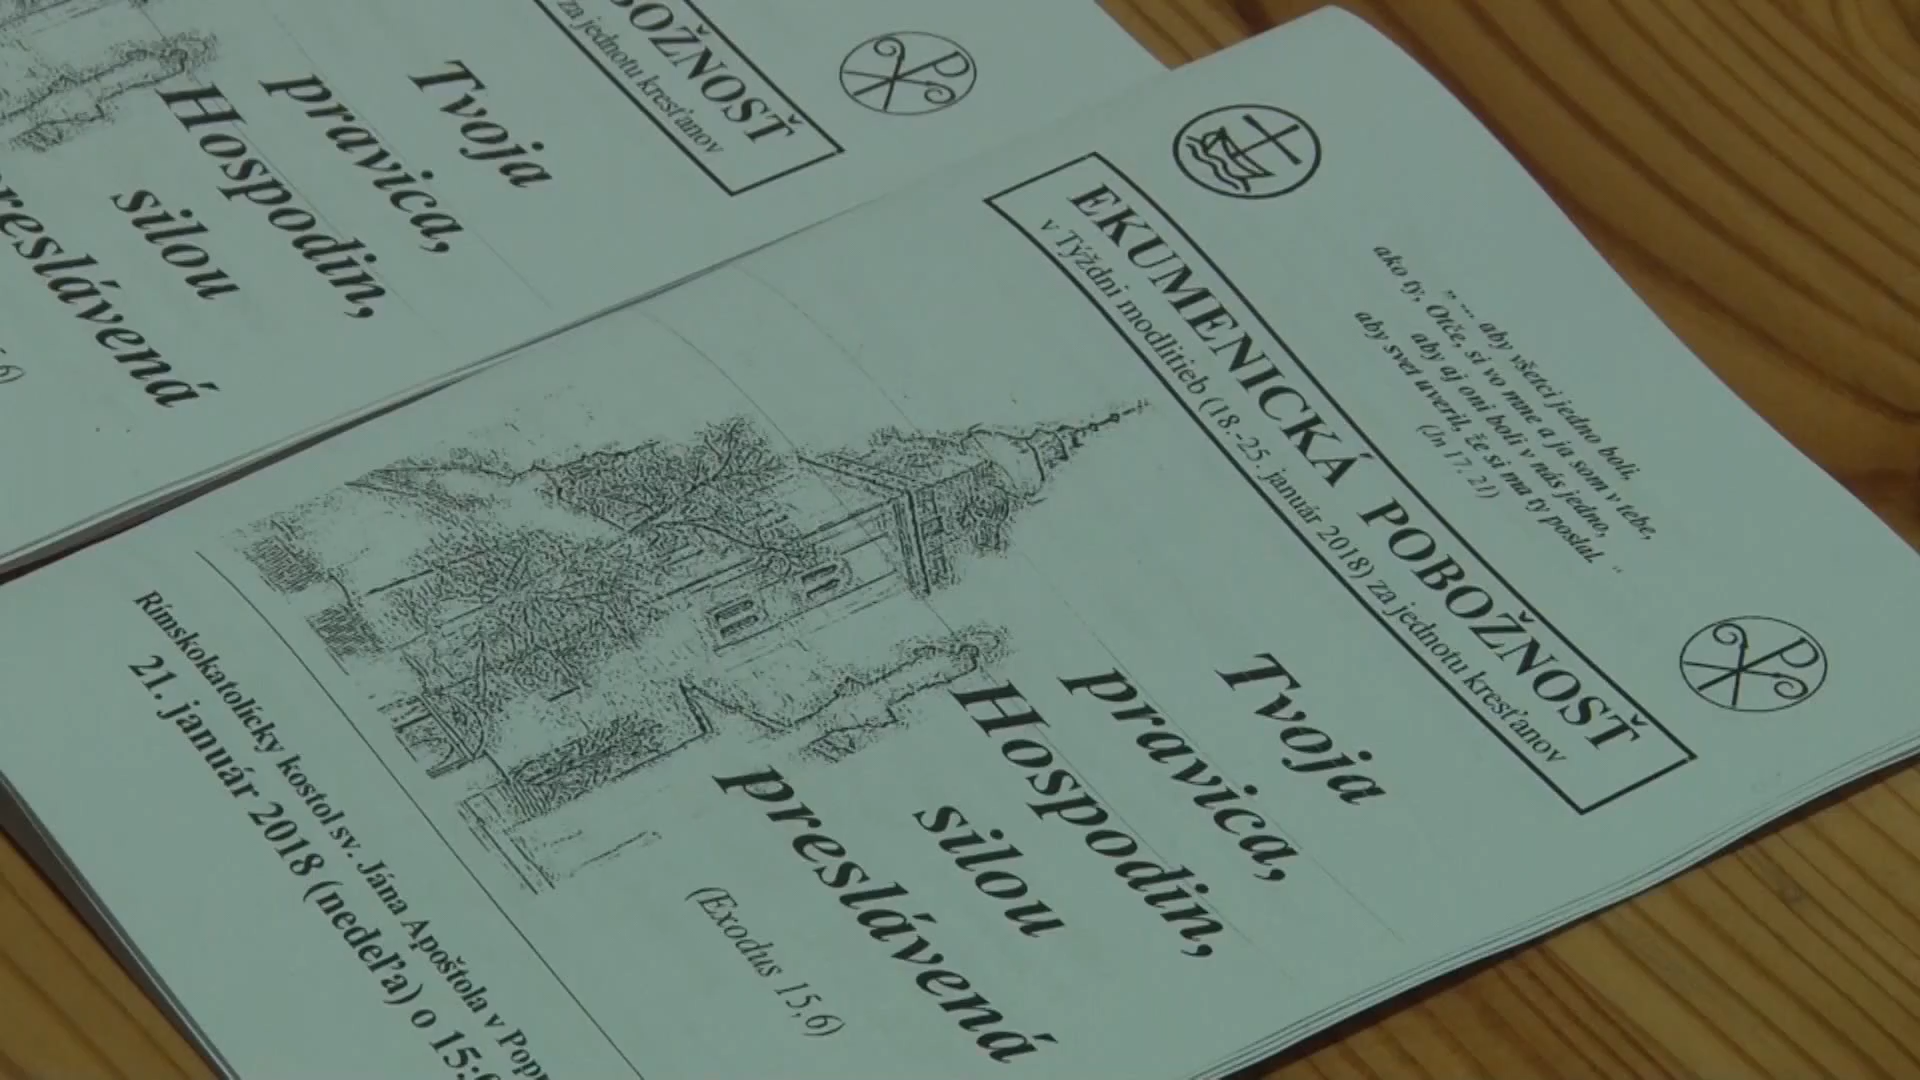 BOŽNOSŤ
za jednotu kresťanov
Tvoja
pravica,
Hospodin,
silou
preslávená
„ ... aby všetci jedno boli,
ako ty, Otče, si vo mne a ja som v tebe,
aby aj oni boli v nás jedno,
aby svet uveril, že si ma ty poslal. “
(Jn 17, 21)
EKUMENICKÁ POBOŽNOSŤ
v Týždni modlitieb (18.-25. január 2018) za jednotu kresťanov
Tvoja
pravica,
Hospodin,
silou
preslávená
(Exodus 15,6)
Rímskokatolícky kostol sv. Jána Apoštola v
21. január 2018 (nedeľa) o